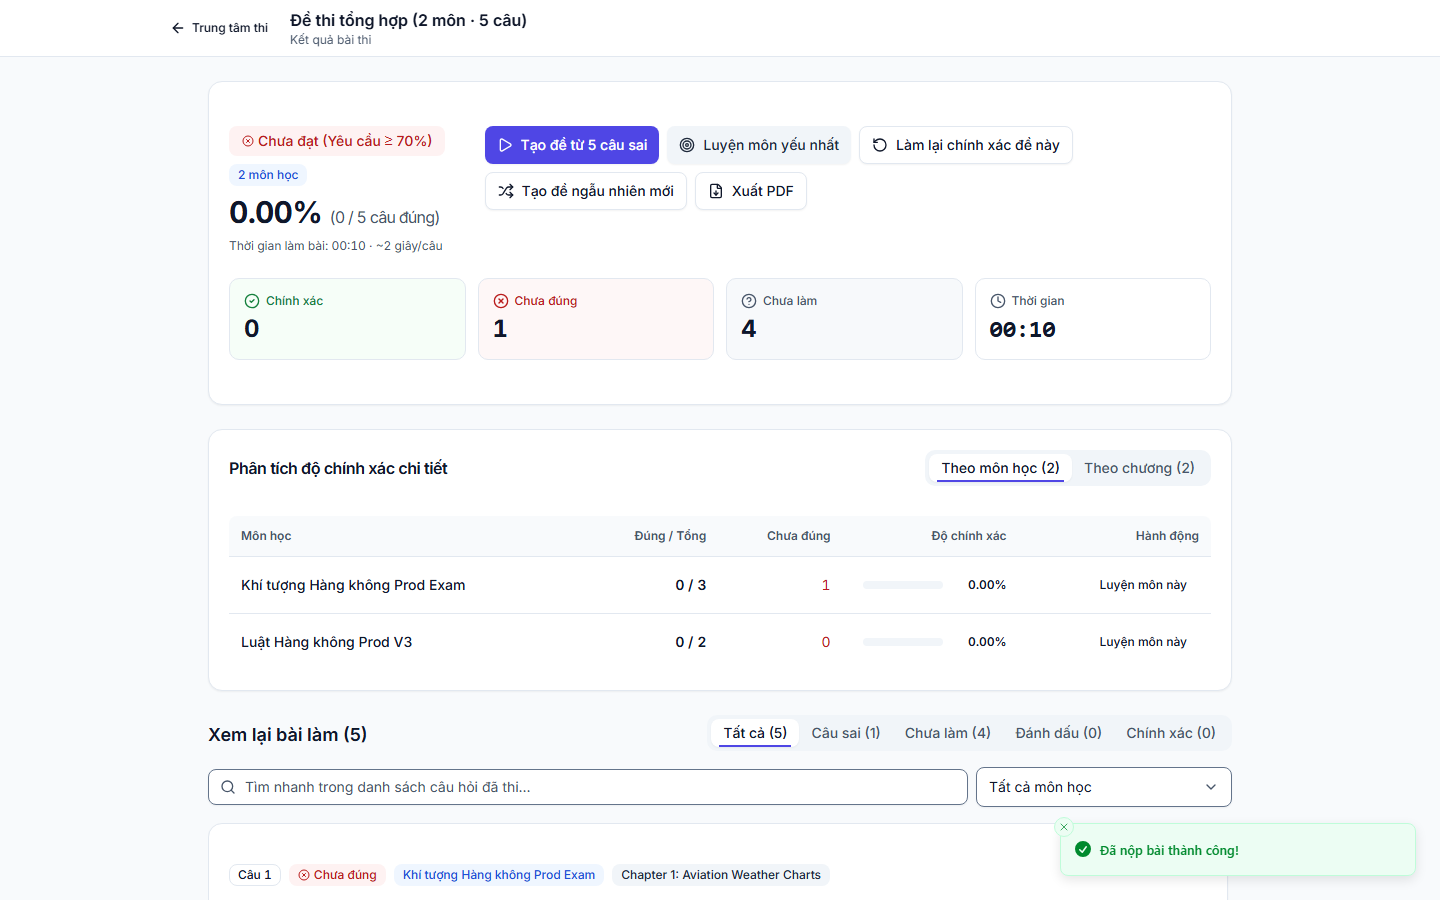 Trung tâm thi
Đề thi tổng hợp (2 môn · 5 câu)
Kết quả bài thi
Chưa đạt (Yêu cầu ≥ 70%)
2 môn học
0.00% (0 / 5 câu đúng)
Thời gian làm bài: 00:10 · ~2 giây/câu
Tạo đề từ 5 câu sai
Luyện môn yếu nhất
Làm lại chính xác đề này
Tạo đề ngẫu nhiên mới
Xuất PDF
Chính xác
0
Chưa đúng
1
Chưa làm
4
Thời gian
00:10
Phân tích độ chính xác chi tiết
Theo môn học (2)
Theo chương (2)
Môn học Đúng / Tổng Chưa đúng Độ chính xác Hành động
Khí tượng Hàng không Prod Exam 0 / 3 1 0.00% Luyện môn này
Luật Hàng không Prod V3 0 / 2 0 0.00% Luyện môn này
Xem lại bài làm (5)
Tất cả (5) Câu sai (1) Chưa làm (4) Đánh dấu (0) Chính xác (0)
Tìm nhanh trong danh sách câu hỏi đã thi...
Tất cả môn học
Đã nộp bài thành công!
Câu 1 Chưa đúng Khí tượng Hàng không Prod Exam Chapter 1: Aviation Weather Charts